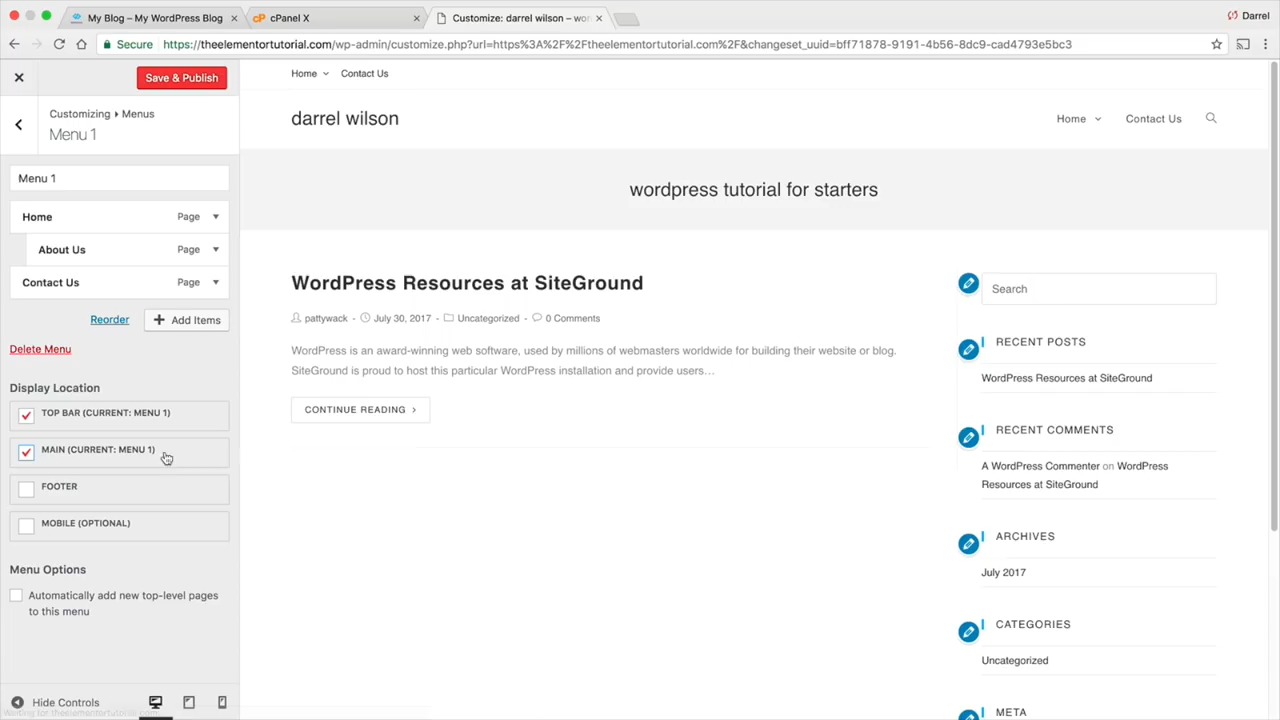 My Blog – My WordPress Blog
cPanel X
Customize: darrel wilson – wor
Darrel
Secure
https://theelementortutorial.com/wp-admin/customize.php?url=https%3A%2F%2Ftheelementortutorial.com%2F&changeset_uuid=bff71878-9191-4b56-8dc9-cad4793e5bc3
Save & Publish
Customizing ▸ Menus
Menu 1
Menu 1
Home Page
About Us Page
Contact Us Page
Reorder
Add Items
Delete Menu
Display Location
TOP BAR (CURRENT: MENU 1)
MAIN (CURRENT: MENU 1)
FOOTER
MOBILE (OPTIONAL)
Menu Options
Automatically add new top-level pages
to this menu
Hide Controls
Waiting for theelementortutorial.com...
Home Contact Us
darrel wilson
Home Contact Us
wordpress tutorial for starters
WordPress Resources at SiteGround
pattywack - July 30, 2017 - Uncategorized - 0 Comments
WordPress is an award-winning web software, used by millions of webmasters worldwide for building their website or blog.
SiteGround is proud to host this particular WordPress installation and provide users…
CONTINUE READING >
Search
RECENT POSTS
WordPress Resources at SiteGround
RECENT COMMENTS
A WordPress Commenter on WordPress
Resources at SiteGround
ARCHIVES
July 2017
CATEGORIES
Uncategorized
META